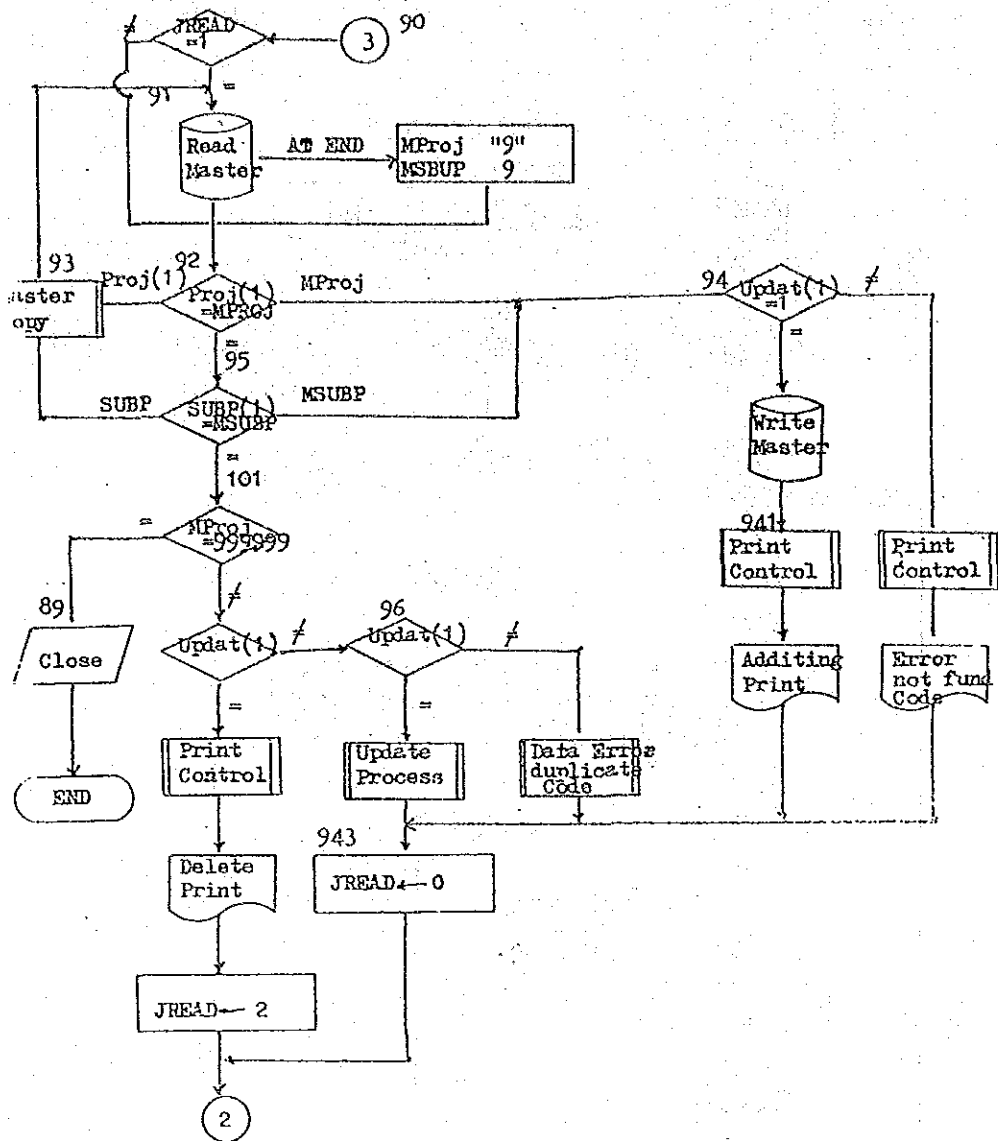 JREAD
=1
≠
3
90
=
91
Read
Master
AT END
MProj "9"
MSBUP 9
93
Proj(1)
92
Proj(1)
=MPROJ
MProj
94
Updat(1)
=1
≠
aster
opy
=
95
=
SUBP
SUBP(1)
=MSUBP
MSUBP
Write
Master
=
101
=
MProj
=999999
941
Print
Control
Print
Control
≠
89
Close
Updat(1)
≠
96
Updat(1)
≠
Additing
Print
Error
not fund
Code
=
=
Print
Control
Update
Process
Data Error
dunlicate
Code
END
943
Delete
Print
JREAD← 0
JREAD← 2
2